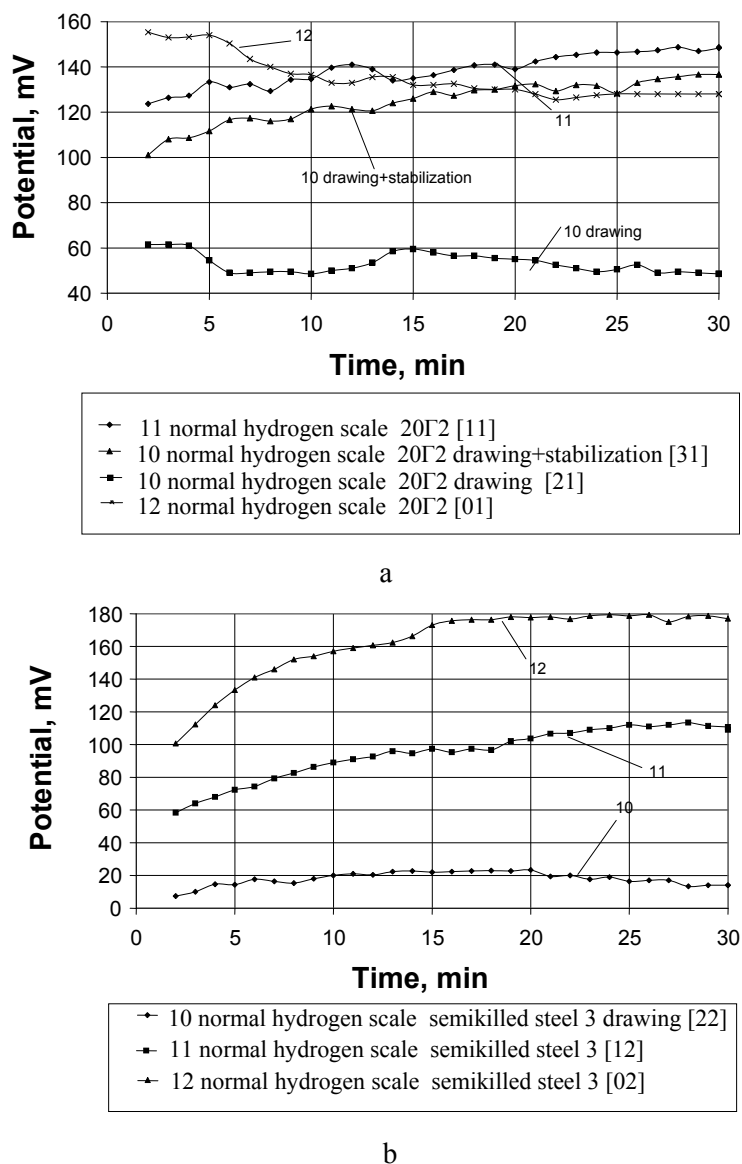 160
140
120
100
80
60
40
Potential, mV
12
11
10 drawing+stabilization
10 drawing
0 5 10 15 20 25 30
Time, min
11 normal hydrogen scale 20Г2 [11]
10 normal hydrogen scale 20Г2 drawing+stabilization [31]
10 normal hydrogen scale 20Г2 drawing [21]
12 normal hydrogen scale 20Г2 [01]
a
180
160
140
120
100
80
60
40
20
0
Potential, mV
12
11
10
0 5 10 15 20 25 30
Time, min
10 normal hydrogen scale semikilled steel 3 drawing [22]
11 normal hydrogen scale semikilled steel 3 [12]
12 normal hydrogen scale semikilled steel 3 [02]
b